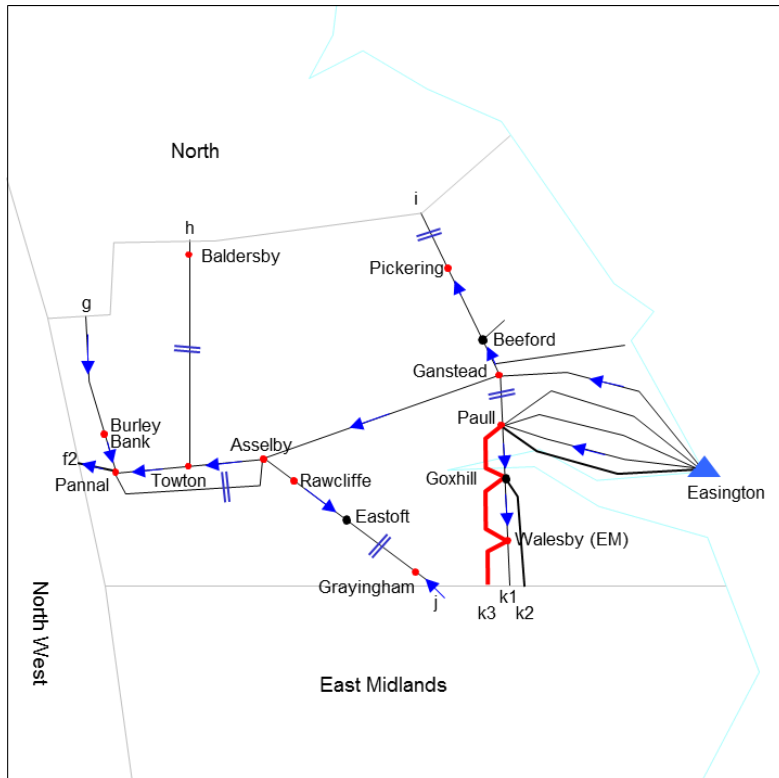 North
i
h
Baldersby
Pickering
g
Beeford
Ganstead
Paull
Burley
Bank
Asselby
f2
Pannal
Towton
Rawcliffe
Goxhill
Easington
Eastoft
Walesby (EM)
Grayingham
j
k3
k1
k2
North West
East Midlands